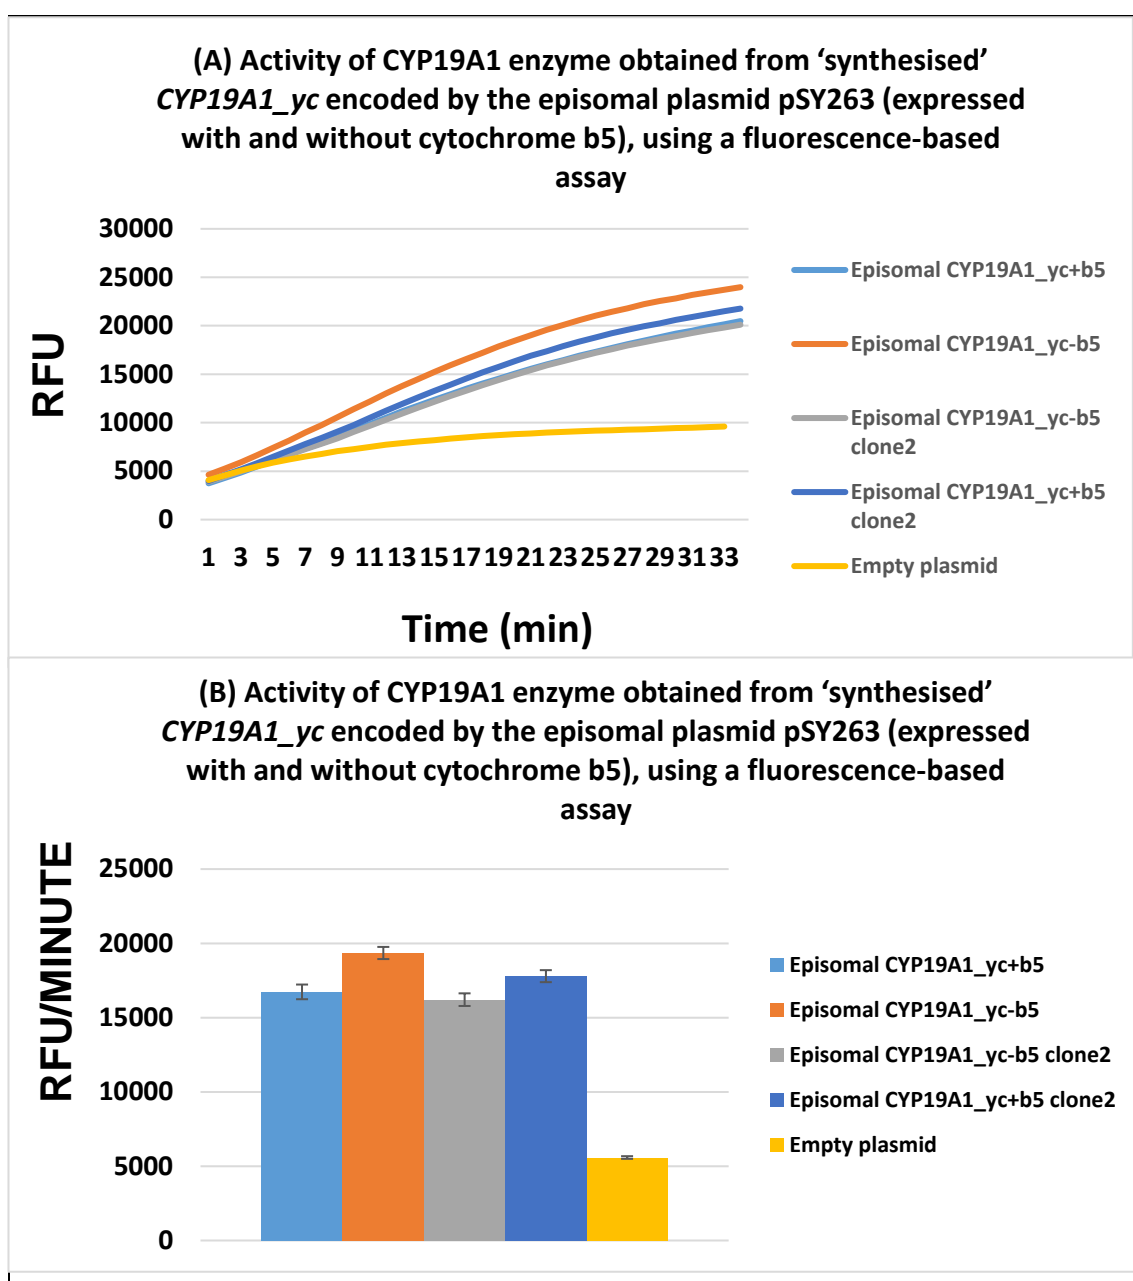 (A) Activity of CYP19A1 enzyme obtained from ‘synthesised’
CYP19A1_yc encoded by the episomal plasmid pSY263 (expressed
with and without cytochrome b5), using a fluorescence-based
assay
RFU
30000
25000
20000
15000
10000
5000
0
1 3 5 7 9 11 13 15 17 19 21 23 25 27 29 31 33
Time (min)
Episomal CYP19A1_yc+b5
Episomal CYP19A1_yc-b5
Episomal CYP19A1_yc-b5
clone2
Episomal CYP19A1_yc+b5
clone2
Empty plasmid
(B) Activity of CYP19A1 enzyme obtained from ‘synthesised’
CYP19A1_yc encoded by the episomal plasmid pSY263 (expressed
with and without cytochrome b5), using a fluorescence-based
assay
RFU/MINUTE
25000
20000
15000
10000
5000
0
Episomal CYP19A1_yc+b5
Episomal CYP19A1_yc-b5
Episomal CYP19A1_yc-b5 clone2
Episomal CYP19A1_yc+b5 clone2
Empty plasmid